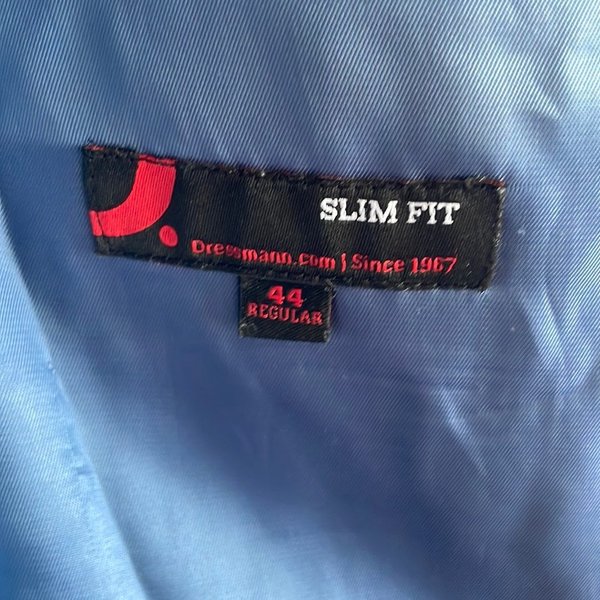 SLIM FIT
Dressmann.com | Since 1967
44
REGULAR